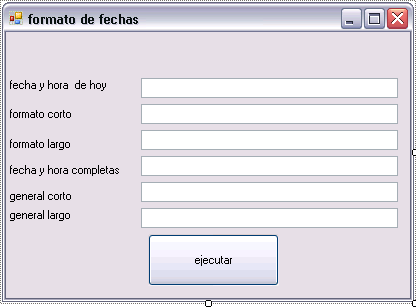 formato de fechas
fecha y hora de hoy
formato corto
formato largo
fecha y hora completas
general corto
general largo
ejecutar